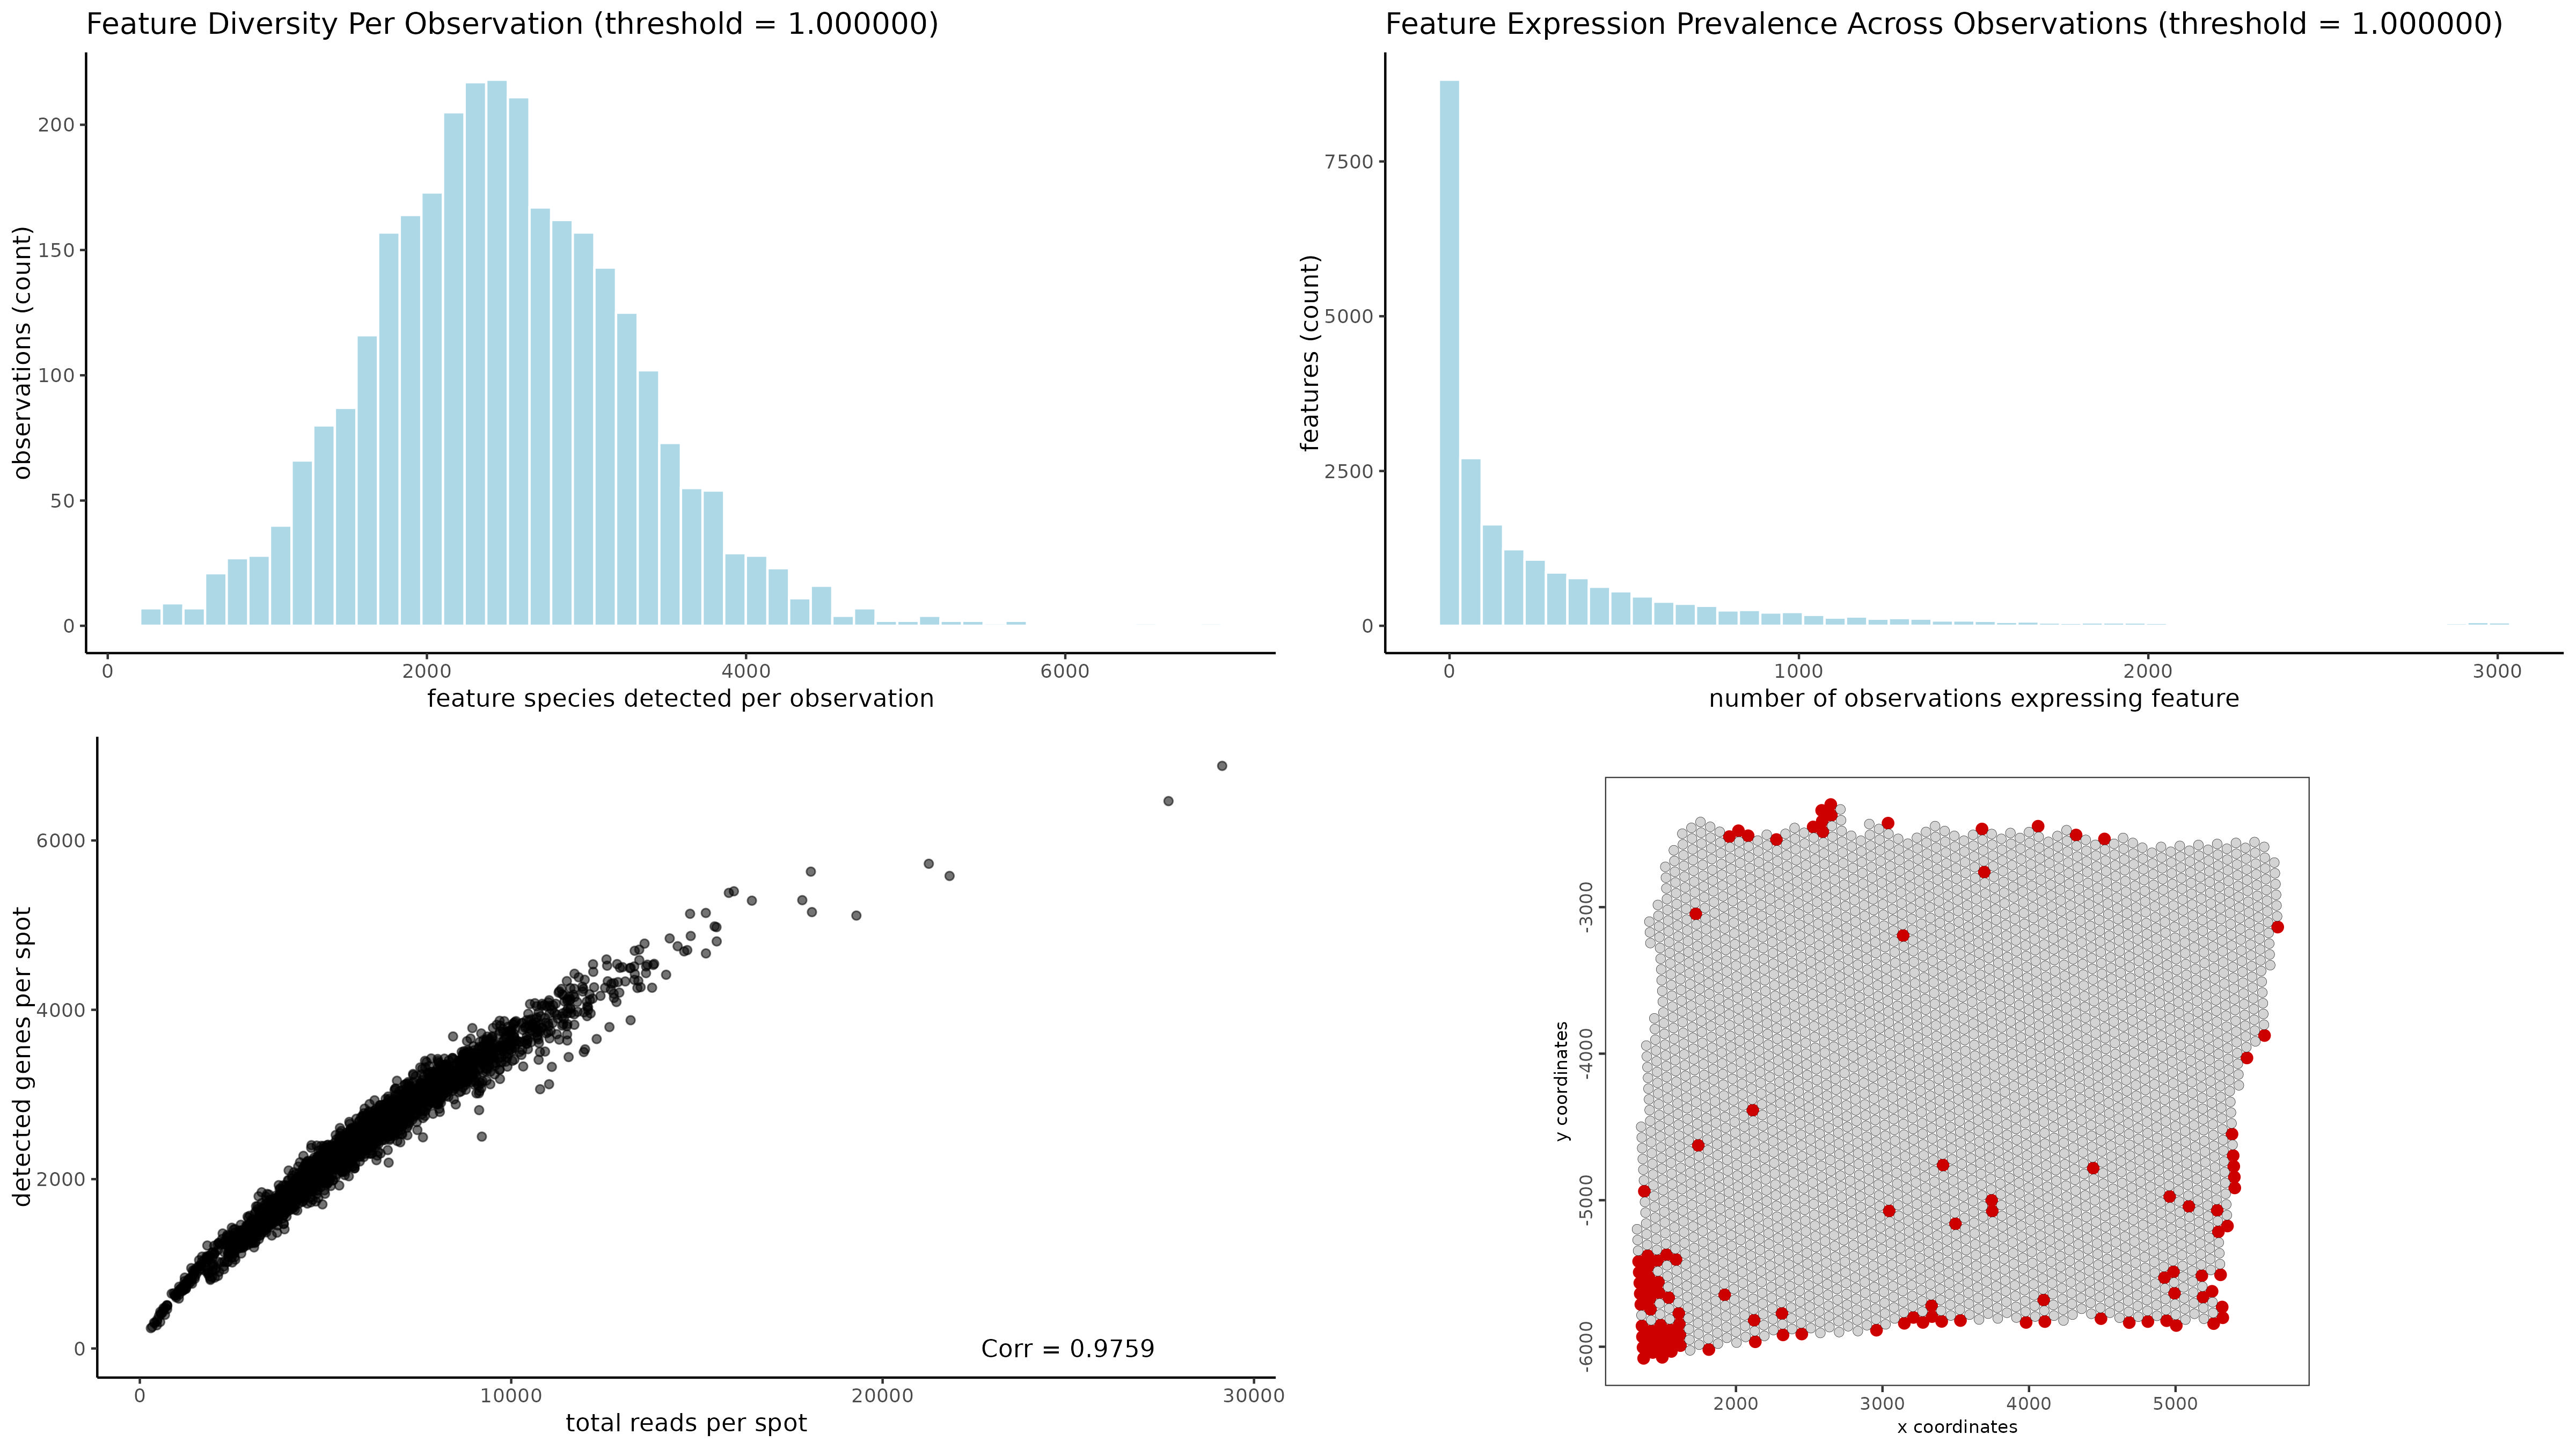 Feature Diversity Per Observation (threshold = 1.000000)
observations (count)
200
150
100
50
0
0 2000 4000 6000
feature species detected per observation
Feature Expression Prevalence Across Observations (threshold = 1.000000)
features (count)
7500
5000
2500
0
0 1000 2000 3000
number of observations expressing feature
detected genes per spot
6000
4000
2000
0
Corr = 0.9759
0 10000 20000 30000
total reads per spot
y coordinates
-3000
-4000
-5000
-6000
2000 3000 4000 5000
x coordinates